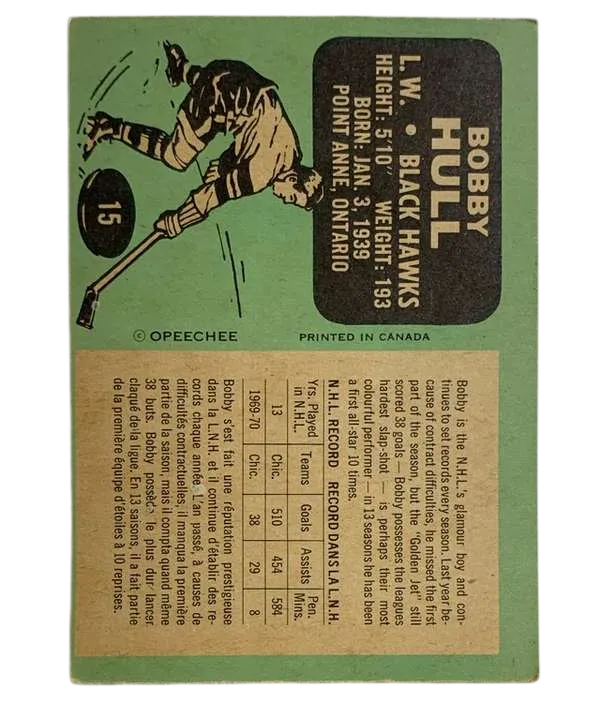 BOBBY
HULL
L. W. • BLACK HAWKS
HEIGHT: 5'10" WEIGHT: 193
BORN: JAN. 3, 1939
POINT ANNE, ONTARIO
15
© OPEECHEE
PRINTED IN CANADA
Bobby is the N.H.L.'s glamour boy and con-
tinues to set records every season. Last year be-
cause of contract difficulties, he missed the first
part of the season, but the "Golden Jet" still
scored 38 goals — Bobby possesses the leagues
hardest slap-shot — is perhaps their most
colourful performer — in 13 seasons he has been
a first all-star 10 times.
N.H.L. RECORD RECORD DANS LA L.N.H.
Yrs. Played in N.H.L. Teams Goals Assists Pen. Mins.
13 Chic. 510 454 584
1969-70 Chic. 38 29 8
Bobby s'est fait une réputation prestigieuse
dans la L.N.H. et il continue d'établir des re-
cords chaque année. L'an passé, à causes de
difficultés contractuelles, il manqua la première
partie de la saison, mais il compta quand même
38 buts. Bobby possède le plus dur lancer
claqué de la ligue. En 13 saisons, il a fait partie
de la première équipe d'étoiles à 10 reprises.